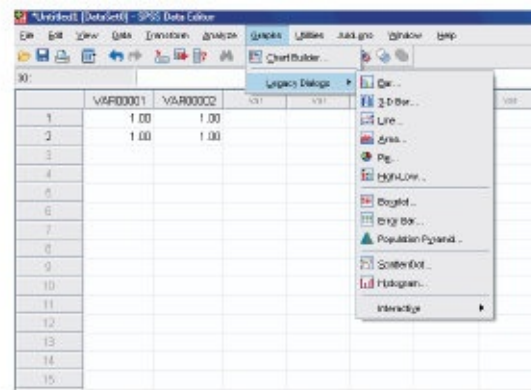 *Untitled1 [DataSet0] - SPSS Data Editor
File Edit View Data Transform Analyze Graphs Utilities Add-ons Window Help
Chart Builder...
Legacy Dialogs
Bar...
3-D Bar...
Line...
Area...
Pie...
High-Low...
Boxplot...
Error Bar...
Population Pyramid...
Scatter/Dot...
Histogram...
Interactive
VAR00001 VAR00002 var var var
1 1.00 1.00
2 1.00 1.00
3
4
5
6
7
8
9
10
11
12
13
14
15